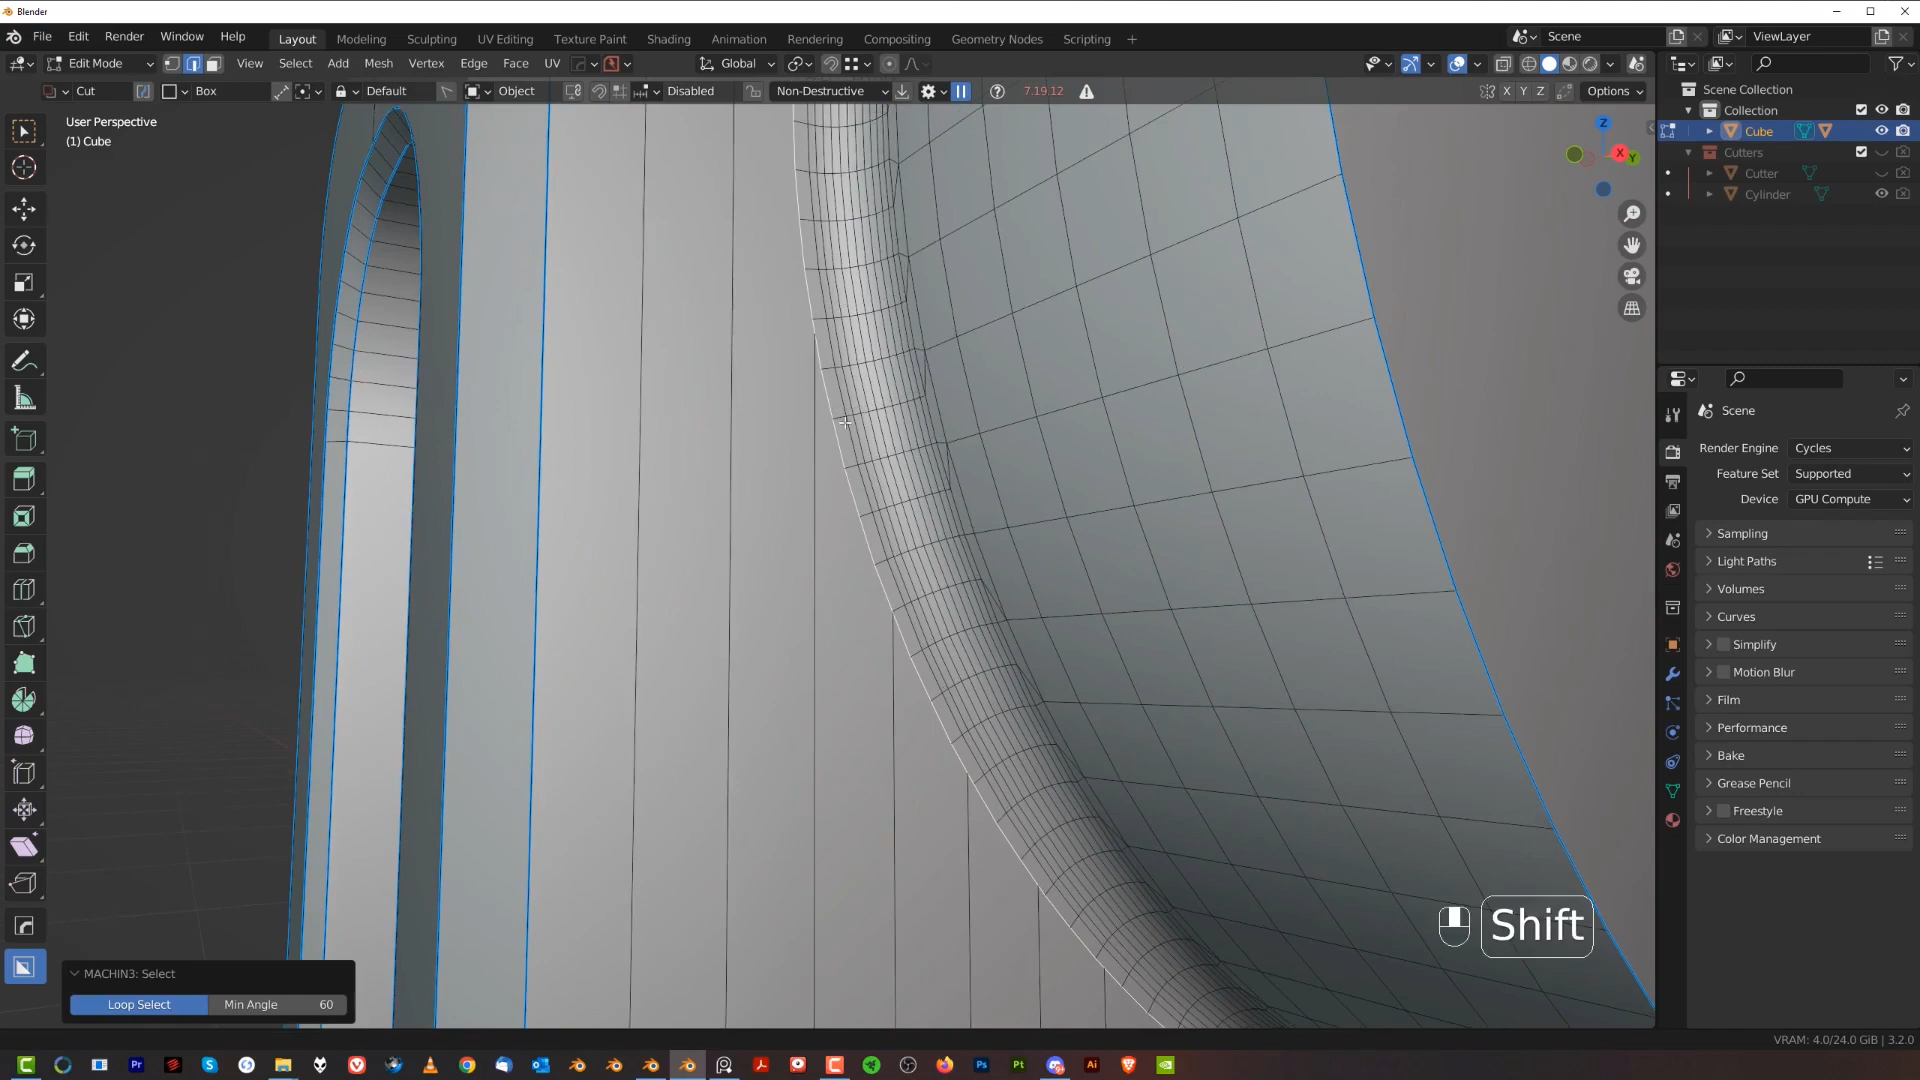 Blender
File Edit Render Window Help Layout Modeling Sculpting UV Editing Texture Paint Shading Animation Rendering Compositing Geometry Nodes Scripting + Scene ViewLayer
Edit Mode View Select Add Mesh Vertex Edge Face UV Global
Cut Box Default Object Disabled Non-Destructive 7.19.12 X Y Z Options
User Perspective
(1) Cube
Z
X
Y
Scene Collection
Collection
Cube
Cutters
Cutter
Cylinder
Scene
Render Engine Cycles
Feature Set Supported
Device GPU Compute
Sampling
Light Paths
Volumes
Curves
Simplify
Motion Blur
Film
Performance
Bake
Grease Pencil
Freestyle
Color Management
Shift
MACHIN3: Select
Loop Select Min Angle 60
VRAM: 4.0/24.0 GiB | 3.2.0
Pr S Ps Pt Ai